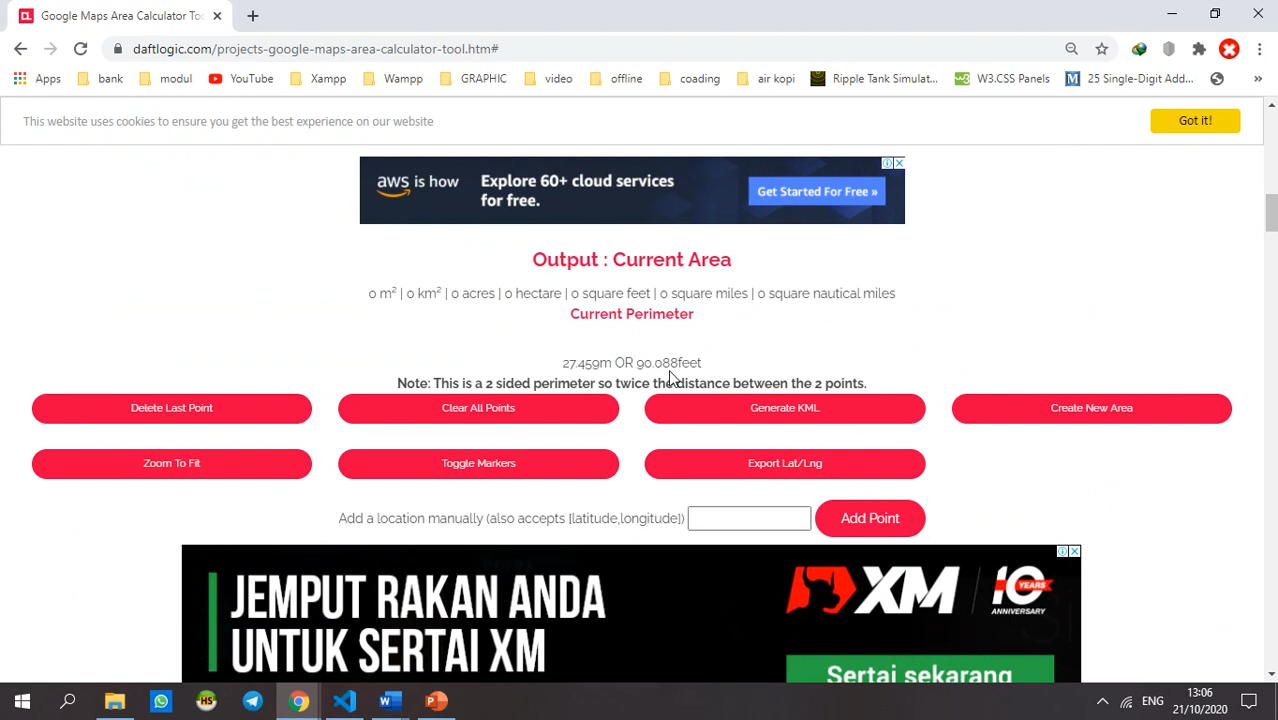 Google Maps Area Calculator Too
daftlogic.com/projects-google-maps-area-calculator-tool.htm#
Apps bank modul YouTube Xampp Wampp GRAPHIC video offline coading air kopi Ripple Tank Simulat... W3.CSS Panels 25 Single-Digit Add... »
This website uses cookies to ensure you get the best experience on our website
Got it!
aws is how
Explore 60+ cloud services
for free.
Get Started For Free »
Output : Current Area
0 m² | 0 km² | 0 acres | 0 hectare | 0 square feet | 0 square miles | 0 square nautical miles
Current Perimeter
27.459m OR 90.088feet
Note: This is a 2 sided perimeter so twice the distance between the 2 points.
Delete Last Point Clear All Points Generate KML Create New Area
Zoom To Fit Toggle Markers Export Lat/Lng
Add a location manually (also accepts [latitude,longitude]) Add Point
JEMPUT RAKAN ANDA
UNTUK SERTAI XM
XM
10
YEARS
ANNIVERSARY
Sertai sekarang
ENG
13:06
21/10/2020